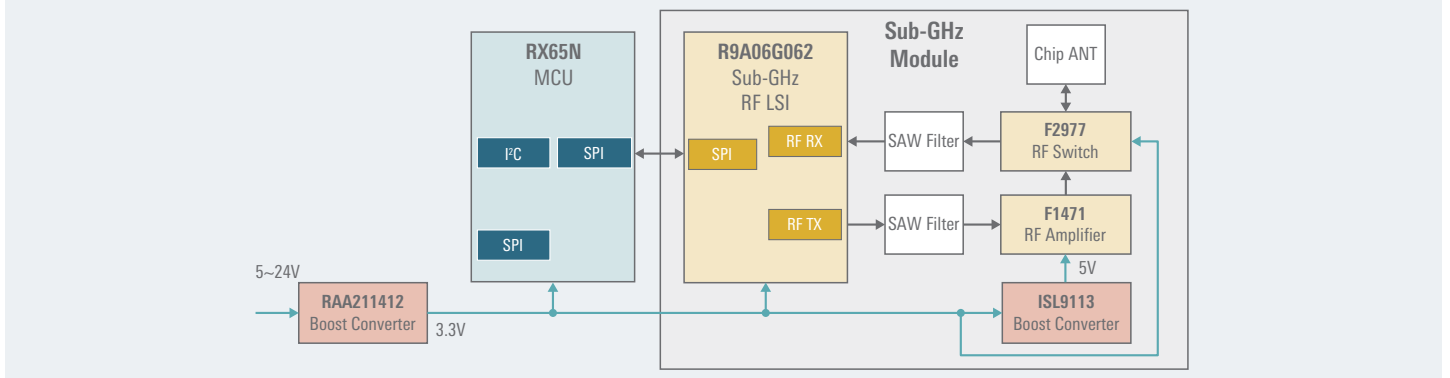 Sub-GHz
Module
RX65N
MCU
I²C
SPI
SPI
R9A06G062
Sub-GHz
RF LSI
SPI
RF RX
RF TX
SAW Filter
SAW Filter
Chip ANT
F2977
RF Switch
F1471
RF Amplifier
5V
5~24V
RAA211412
Boost Converter
3.3V
ISL9113
Boost Converter